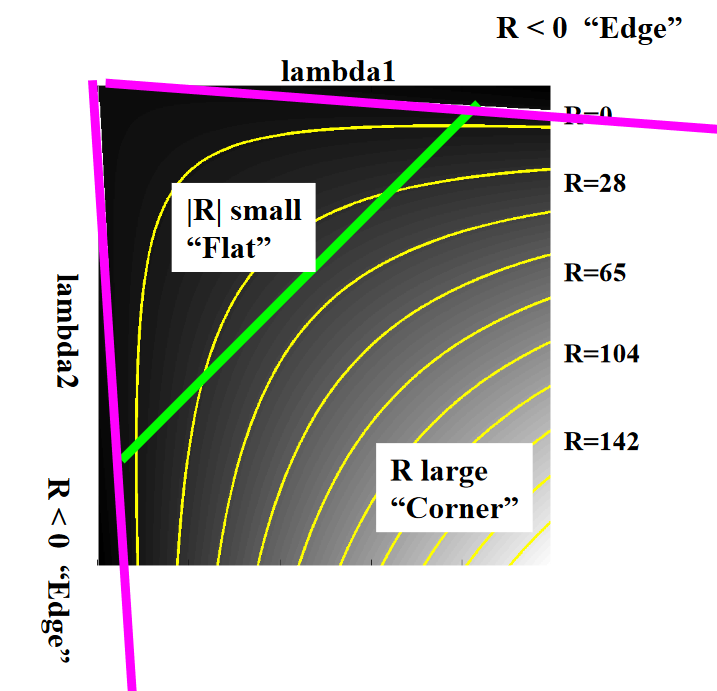 R < 0 “Edge”
lambda1
R=0
R=28
|R| small
“Flat”
R=65
lambda2
R=104
R=142
R large
“Corner”
R < 0 “Edge”